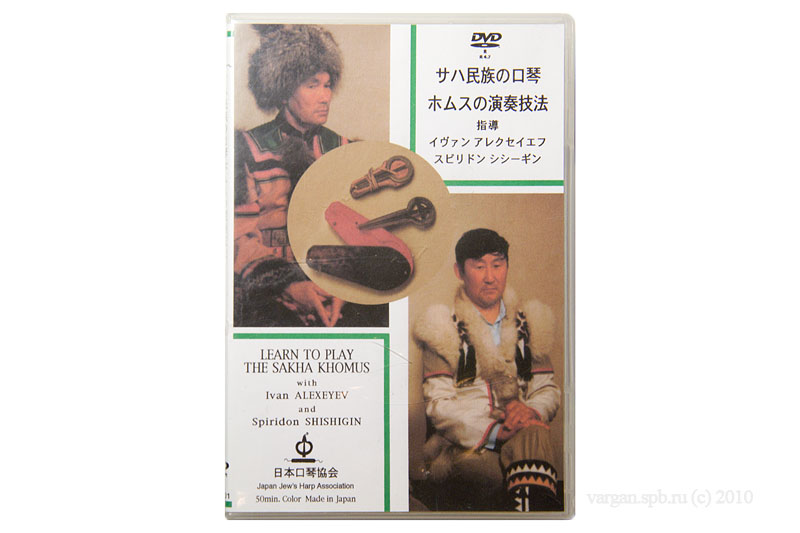 DVD
サハ民族の口琴
ホムスの演奏技法
指導
イヴァン アレクセイエフ
スピリドン シシーギン
LEARN TO PLAY
THE SAKHA KHOMUS
with
Ivan ALEXEYEV
and
Spiridon SHISHIGIN
日本口琴協会
Japan Jew's Harp Association
50min. Color Made in Japan
vargan.spb.ru (c) 2010